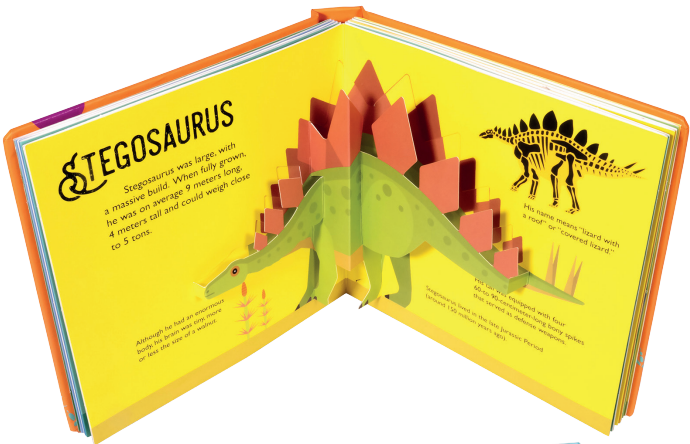 STEGOSAURUS
Stegosaurus was large, with
a massive build. When fully grown,
he was on average 9 meters long,
4 meters tall and could weigh close
to 5 tons.
Although he had an enormous
body, his brain was tiny, more
or less the size of a walnut.
His name means "lizard with
a roof" or "covered lizard."
tail was equipped with four
60- to 90-centimeter-long bony spikes
that served as defense weapons.
Stegosaurus lived in the late Jurassic Period
(around 150 million years ago).